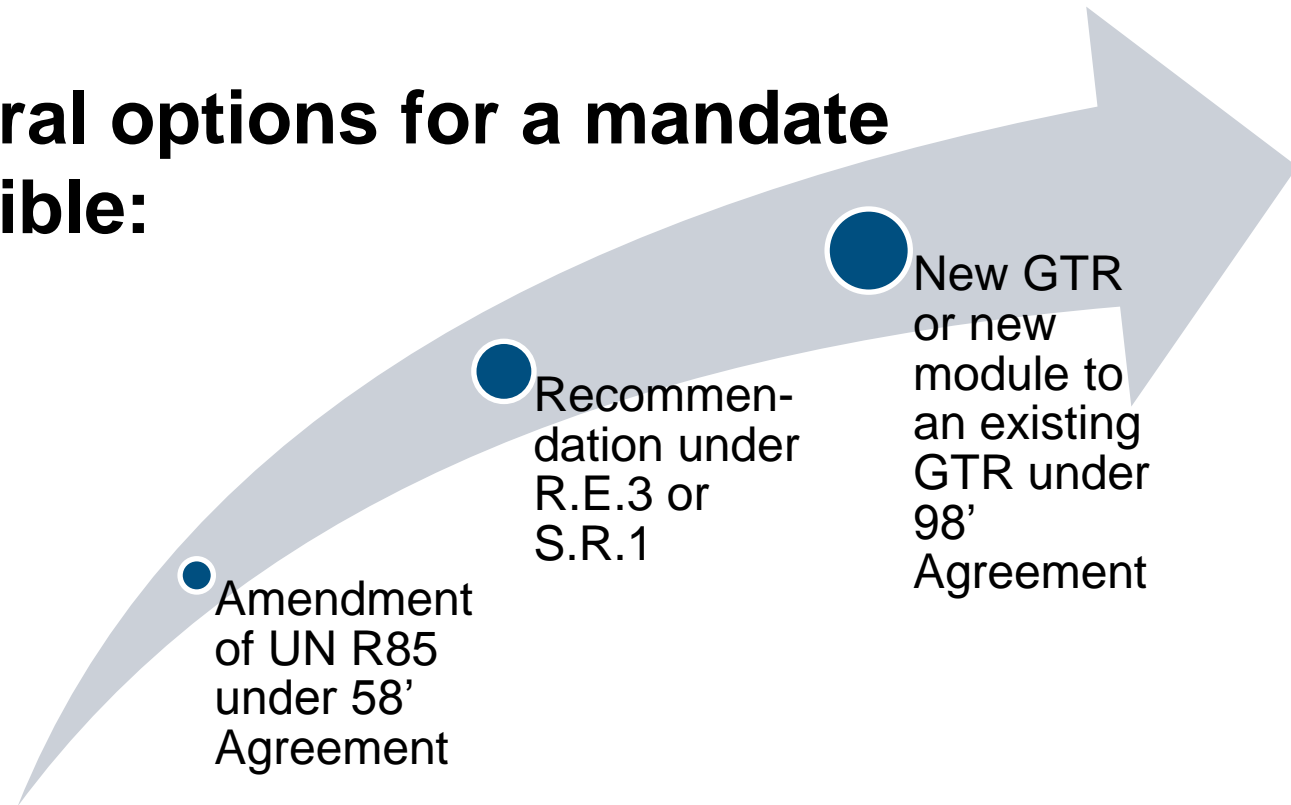 ral options for a mandate
ible:
New GTR
or new
module to
an existing
GTR under
98’
Agreement
Recommen-
dation under
R.E.3 or
S.R.1
Amendment
of UN R85
under 58’
Agreement